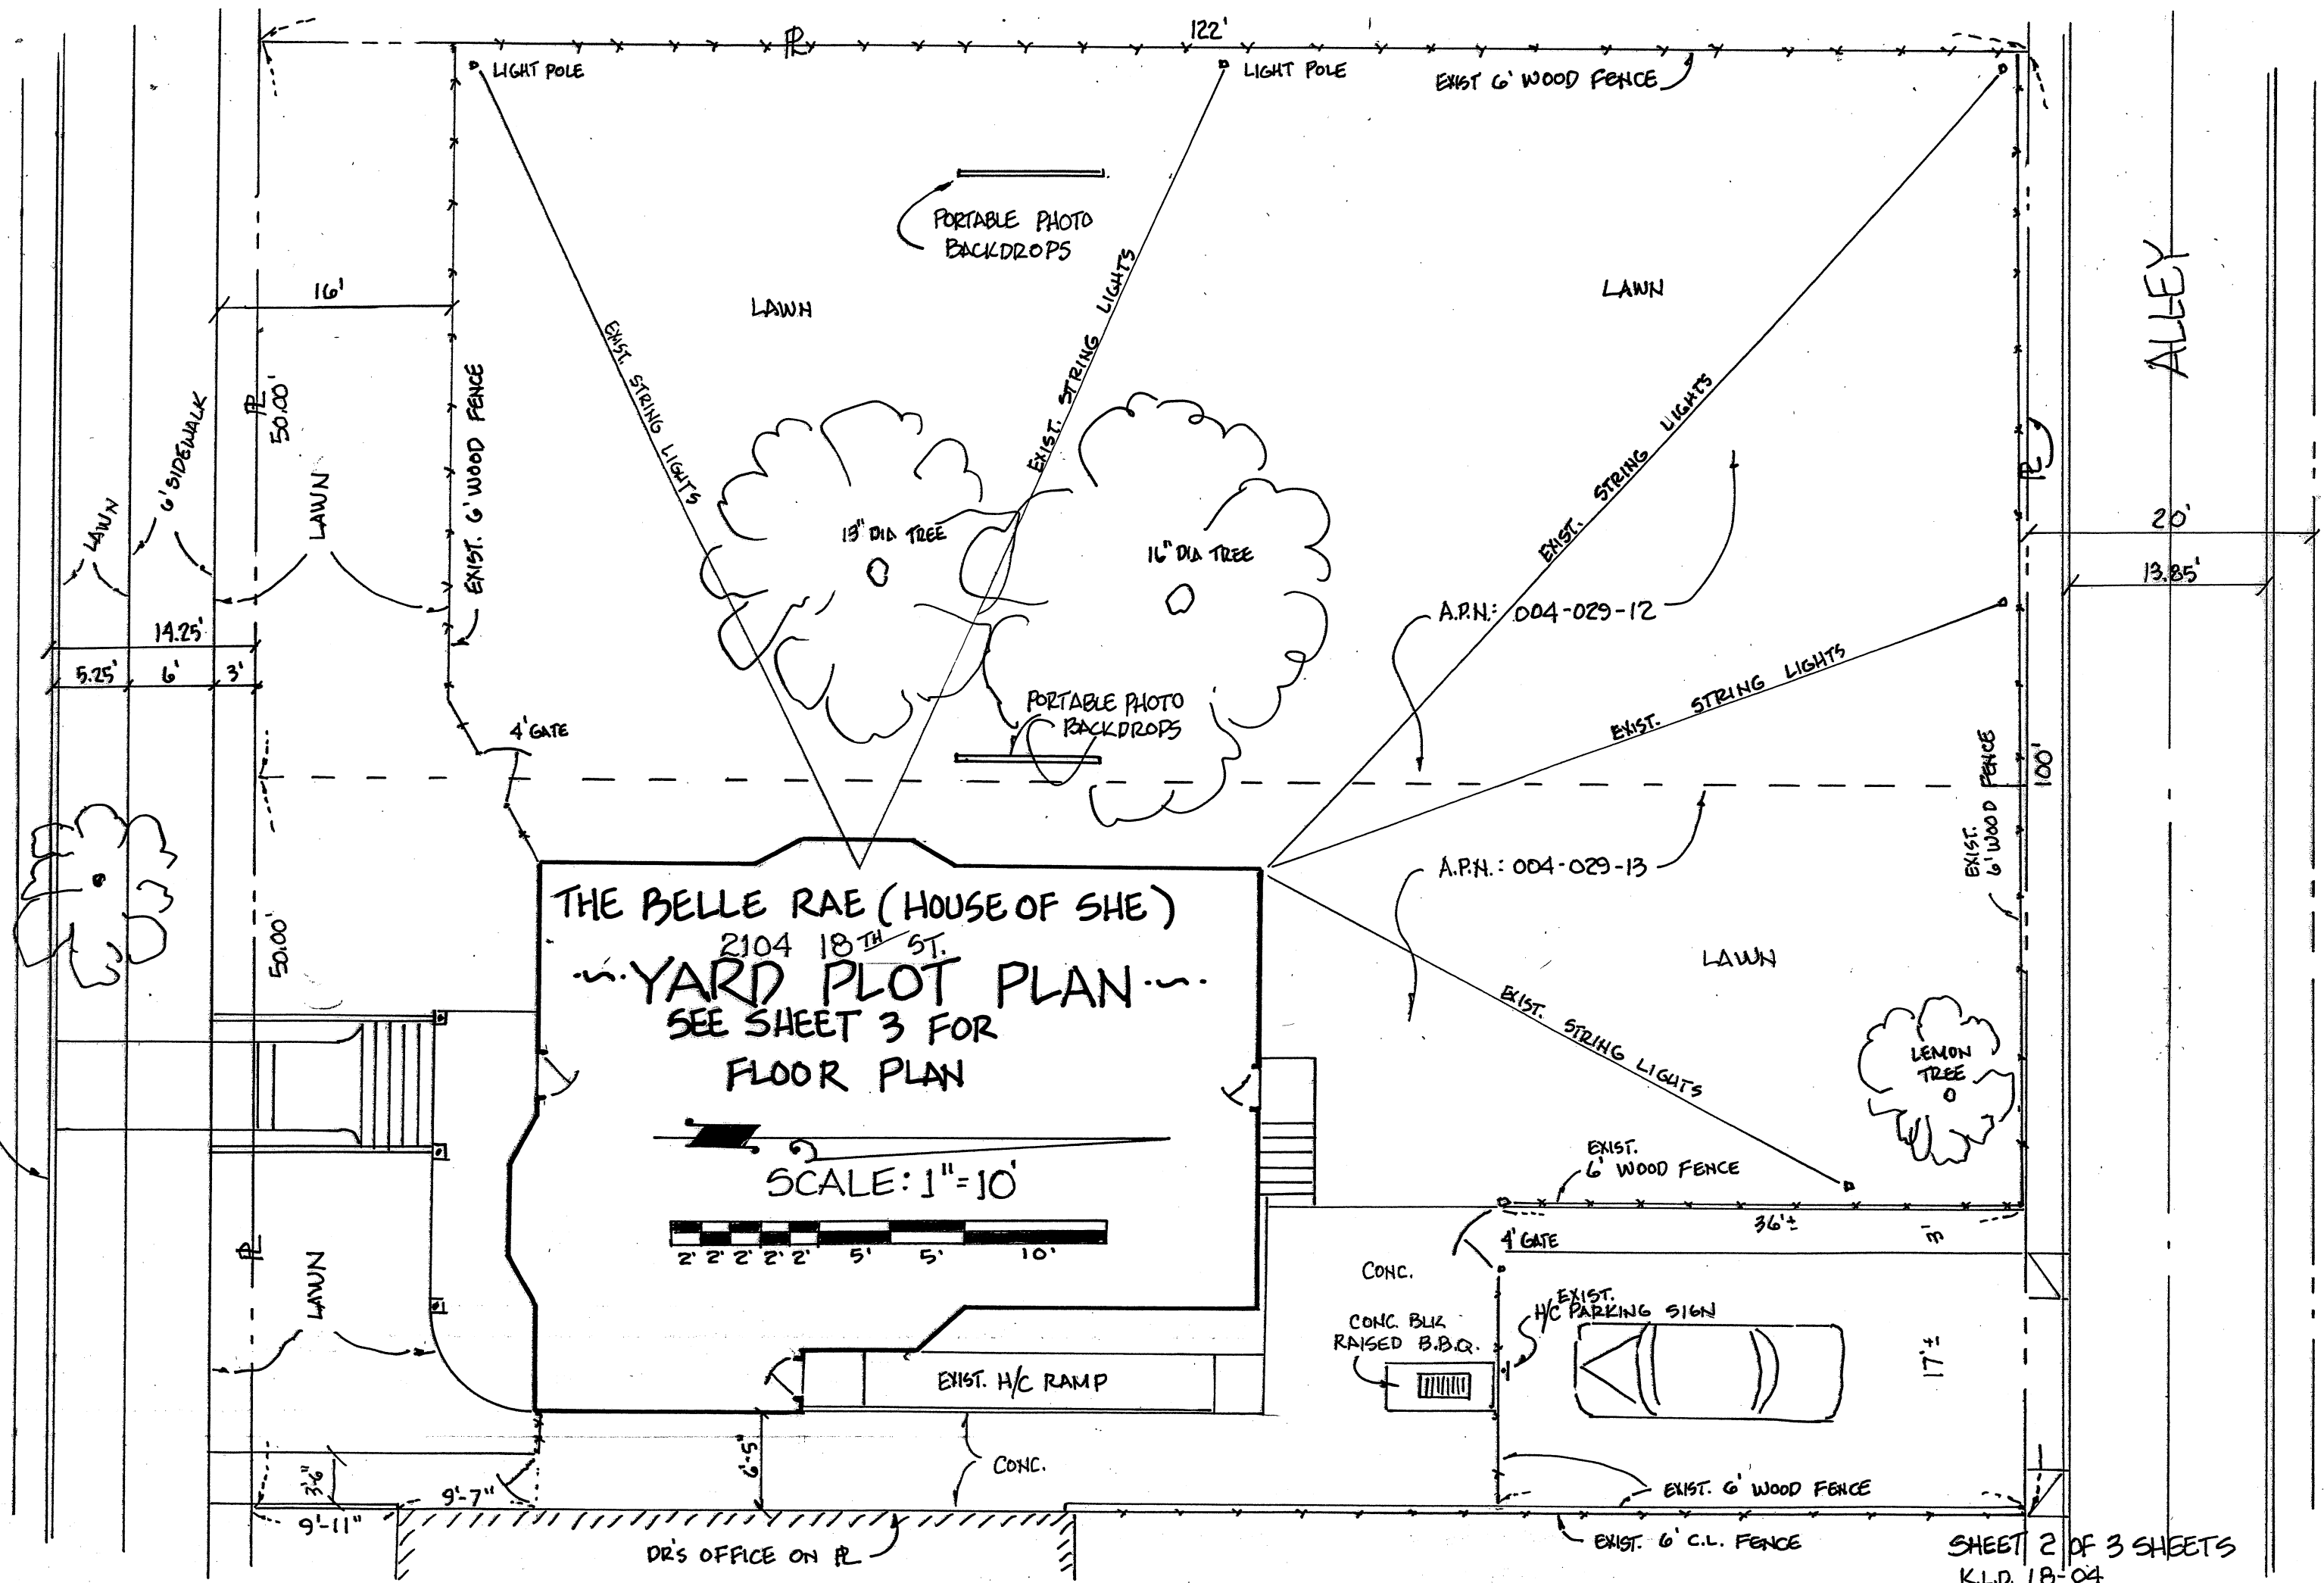 122'
PL
LIGHT POLE
LIGHT POLE
EXIST 6' WOOD FENCE
PORTABLE PHOTO
BACKDROPS
LAWN
LAWN
ALLEY
16'
EXIST. STRING LIGHTS
EXIST. STRING LIGHTS
EXIST. STRING LIGHTS
PL
50.00'
6' SIDEWALK
LAWN
LAWN
EXIST. 6' WOOD FENCE
PL
20'
13.85'
15" DIA TREE
16" DIA TREE
A.P.N.: 004-029-12
14.25'
5.25'
6'
3'
4' GATE
PORTABLE PHOTO
BACKDROPS
EXIST. STRING LIGHTS
EXIST.
6' WOOD FENCE
100'
A.P.N.: 004-029-13
THE BELLE RAE (HOUSE OF SHE)
2104 18TH ST.
YARD PLOT PLAN
SEE SHEET 3 FOR
FLOOR PLAN
50.00'
LAWN
EXIST. STRING LIGHTS
LEMON
TREE
SCALE: 1"=10'
2' 2' 2' 2' 2' 5' 5' 10'
EXIST.
6' WOOD FENCE
36'±
3'
4' GATE
PL
LAWN
CONC.
EXIST.
H/C PARKING SIGN
CONC. BLK
RAISED B.B.Q.
17'±
EXIST. H/C RAMP
6'-5"
CONC.
3'-6"
9'-7"
9'-11"
EXIST. 6' WOOD FENCE
EXIST. 6' C.L. FENCE
DR'S OFFICE ON PL
SHEET 2 OF 3 SHEETS
K.L.D. 18-04